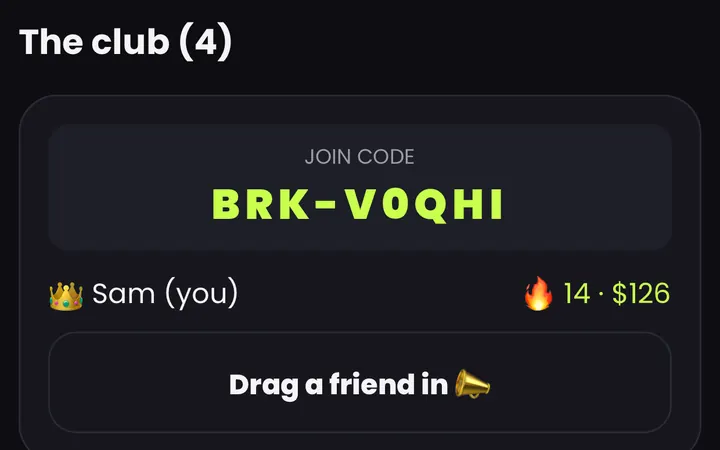 The club (4)
JOIN CODE
BRK-V0QHI
👑 Sam (you)
🔥 14 · $126
Drag a friend in 📣